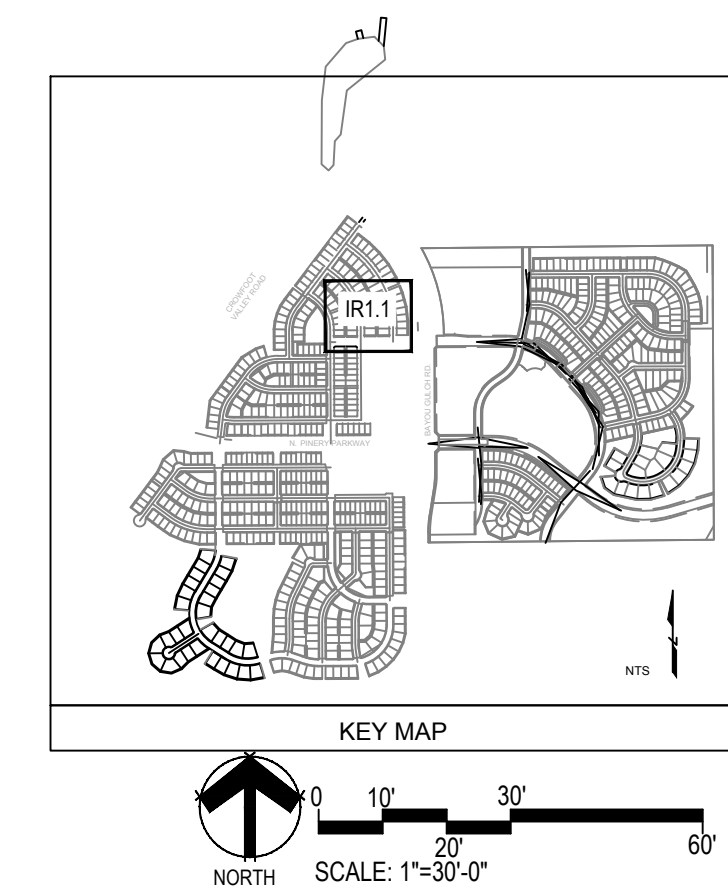 CROWFOOT
VALLEY ROAD
IR1.1
BAYOU GULCH RD.
N. PINERY PARKWAY
N
NTS
KEY MAP
0 10' 30'
20' 60'
SCALE: 1"=30'-0"
NORTH